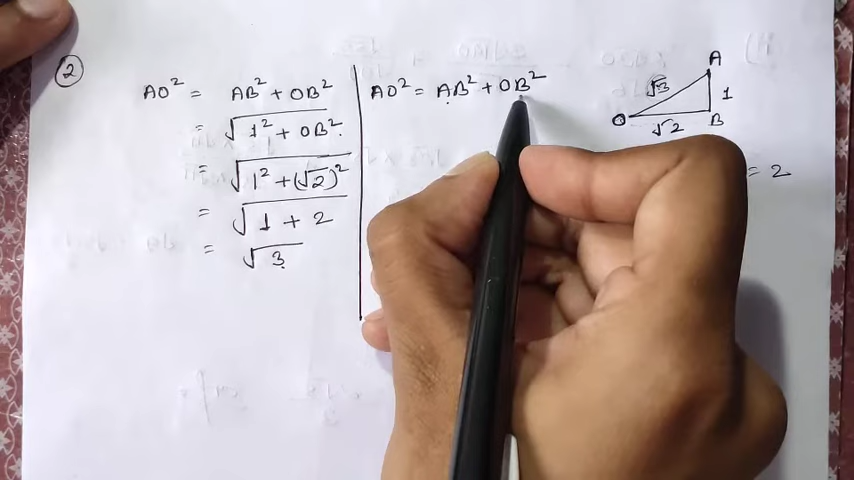 2
AO² = AB² + OB²
= √1² + OB²
= √1² + (√2)²
= √1 + 2
= √3
AO² = AB² + OB²
A
√3
1
O
B
√2
= 2